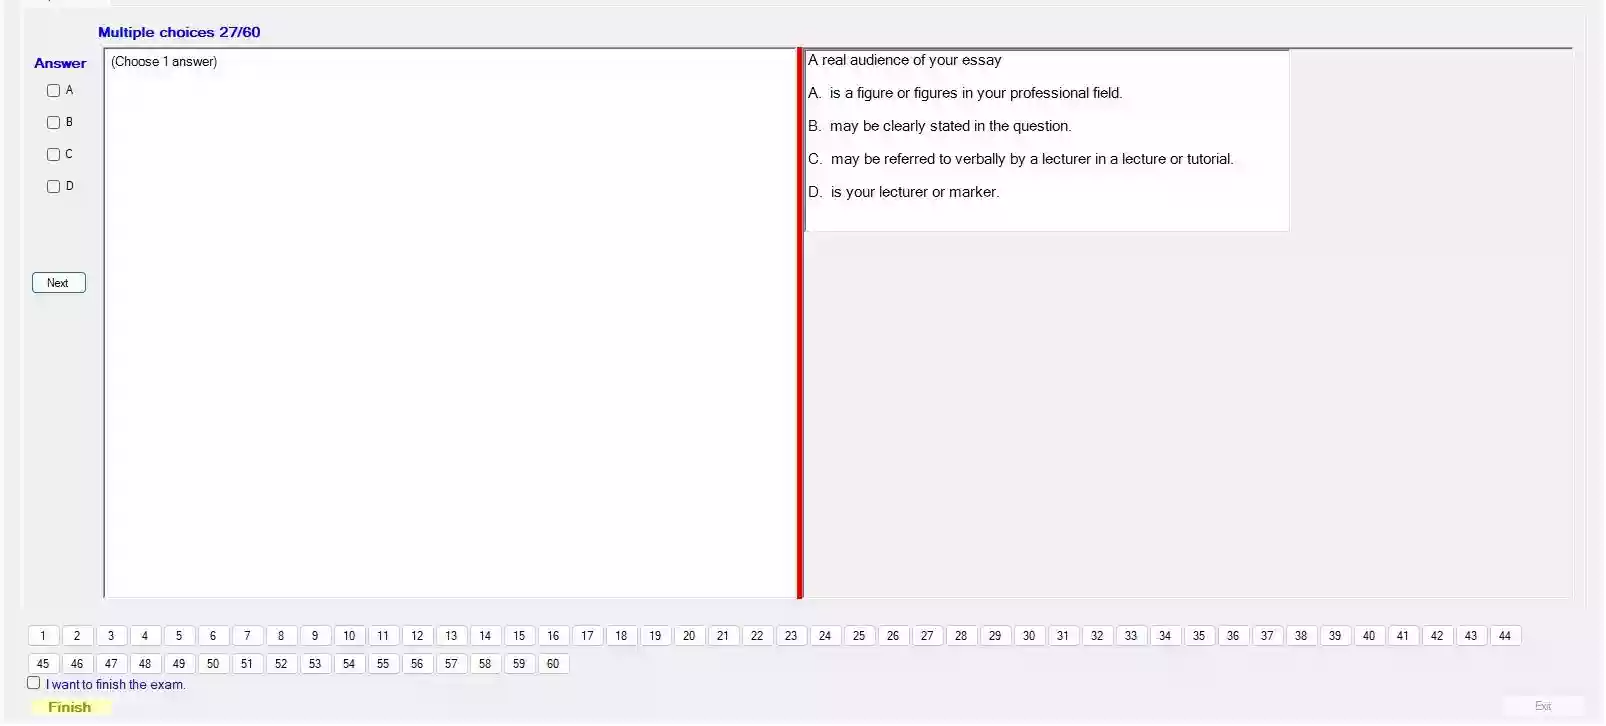 Multiple choices 27/60
Answer
(Choose 1 answer)
A
B
C
D
Next
A real audience of your essay
A. is a figure or figures in your professional field.
B. may be clearly stated in the question.
C. may be referred to verbally by a lecturer in a lecture or tutorial.
D. is your lecturer or marker.
1 2 3 4 5 6 7 8 9 10 11 12 13 14 15 16 17 18 19 20 21 22 23 24 25 26 27 28 29 30 31 32 33 34 35 36 37 38 39 40 41 42 43 44
45 46 47 48 49 50 51 52 53 54 55 56 57 58 59 60
I want to finish the exam.
Finish
Exit